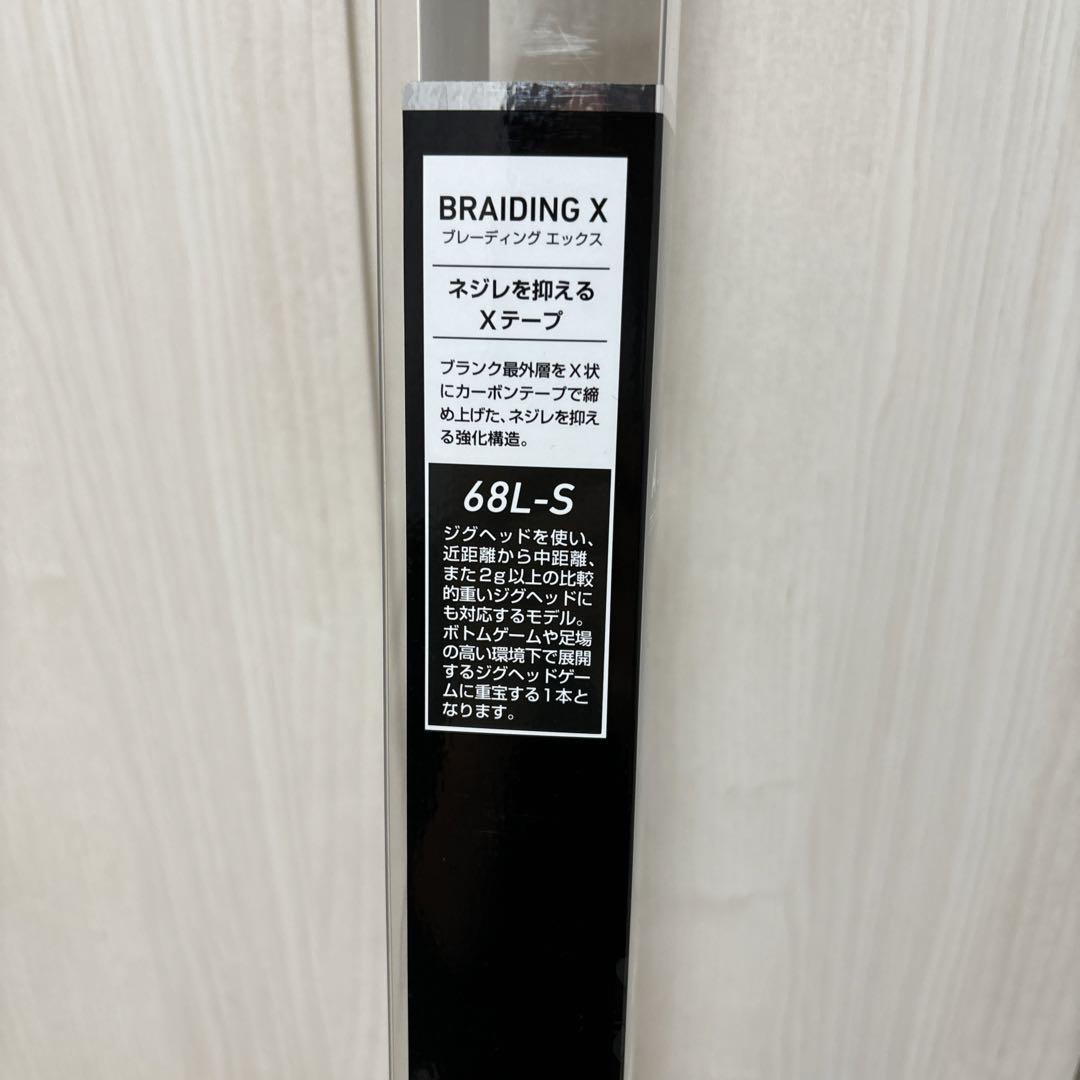 BRAIDING X
ブレーディング エックス
ネジレを抑える
Xテープ
ブランク最外層をX状
にカーボンテープで締
め上げた、ネジレを抑え
る強化構造。
68L-S
ジグヘッドを使い、
近距離から中距離、
また2g以上の比較
的重いジグヘッドに
も対応するモデル。
ボトムゲームや足場
の高い環境下で展開
するジグヘッドゲー
ムに重宝する1本と
なります。